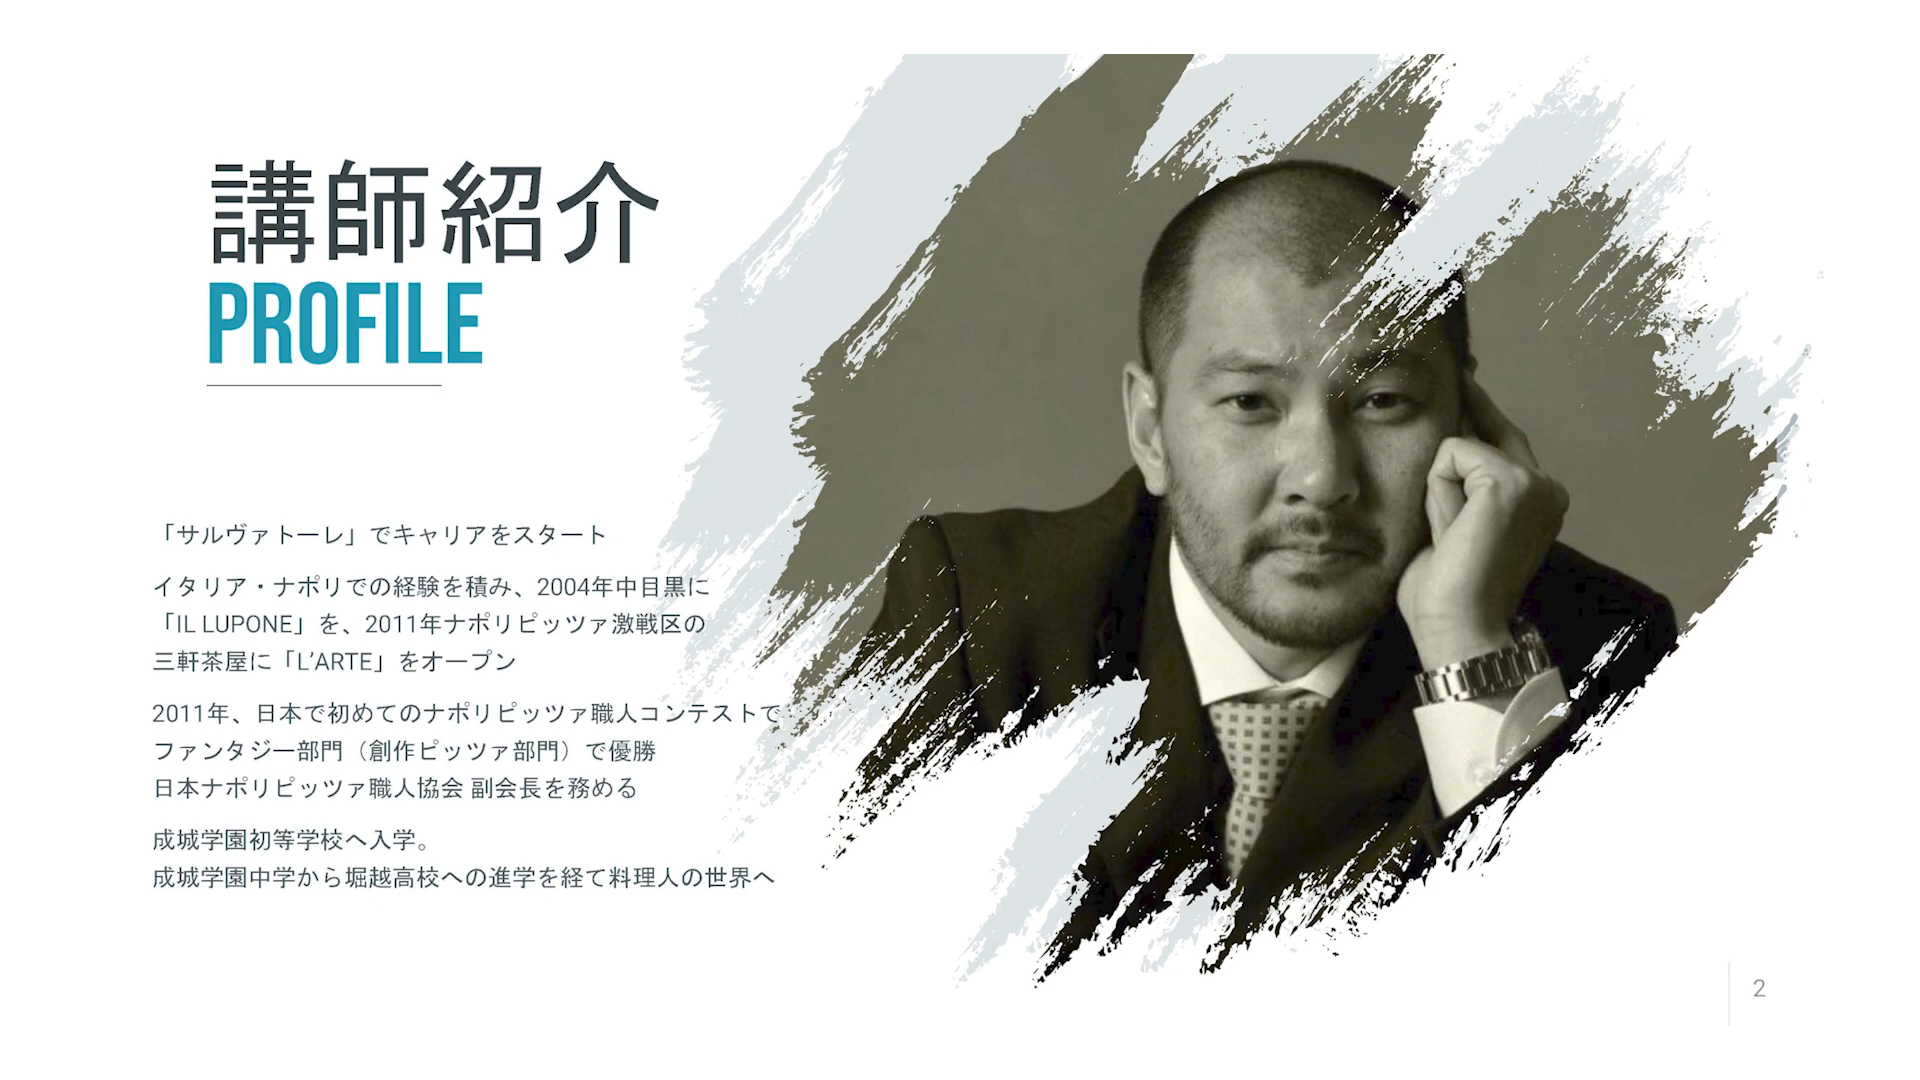 講師紹介
PROFILE
「サルヴァトーレ」でキャリアをスタート
イタリア・ナポリでの経験を積み、2004年中目黒に
「IL LUPONE」を、2011年ナポリピッツァ激戦区の
三軒茶屋に「L’ARTE」をオープン
2011年、日本で初めてのナポリピッツァ職人コンテストで
ファンタジー部門（創作ピッツァ部門）で優勝
日本ナポリピッツァ職人協会 副会長を務める
成城学園初等学校へ入学。
成城学園中学から堀越高校への進学を経て料理人の世界へ
2